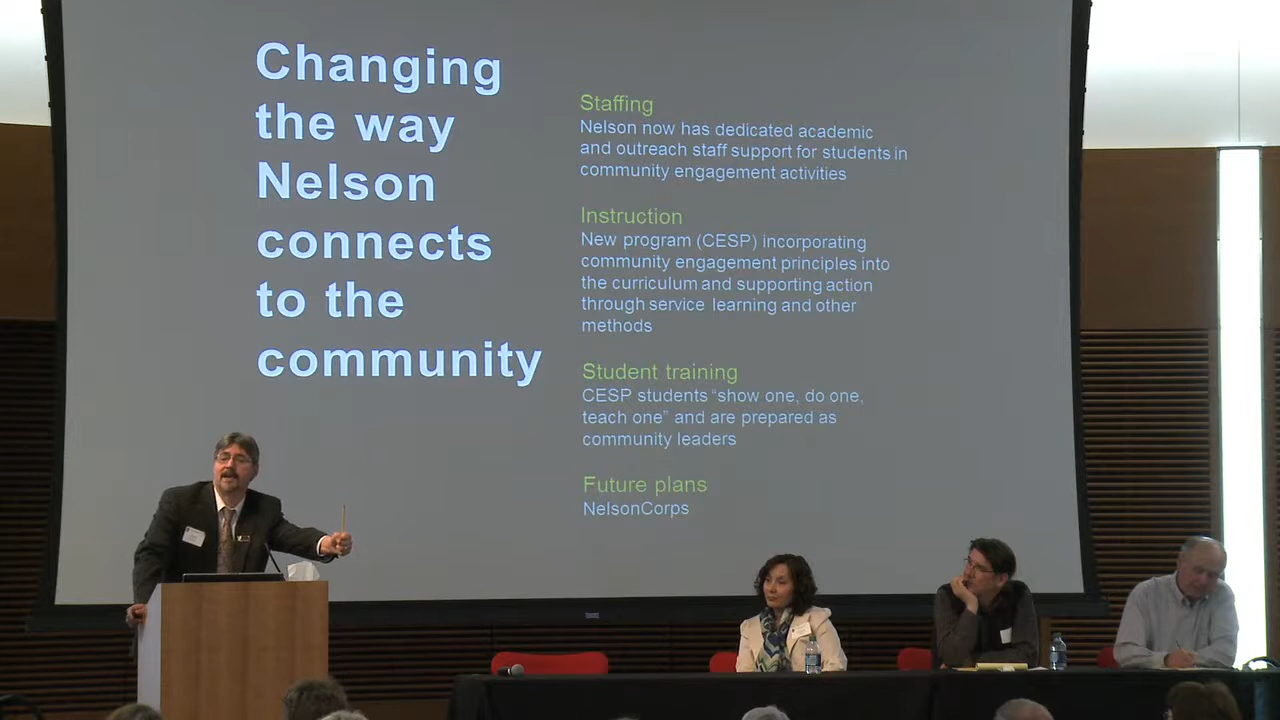 Changing
the way
Nelson
connects
to the
community
Staffing
Nelson now has dedicated academic
and outreach staff support for students in
community engagement activities
Instruction
New program (CESP) incorporating
community engagement principles into
the curriculum and supporting action
through service learning and other
methods
Student training
CESP students “show one, do one,
teach one” and are prepared as
community leaders
Future plans
NelsonCorps